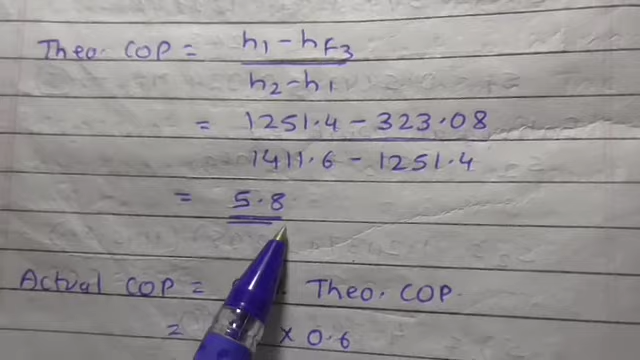 Theo. COP = h1 - hF3
h2 - h1
= 1251.4 - 323.08
1411.6 - 1251.4
= 5.8
Actual COP = Theo. COP.
= × 0.6